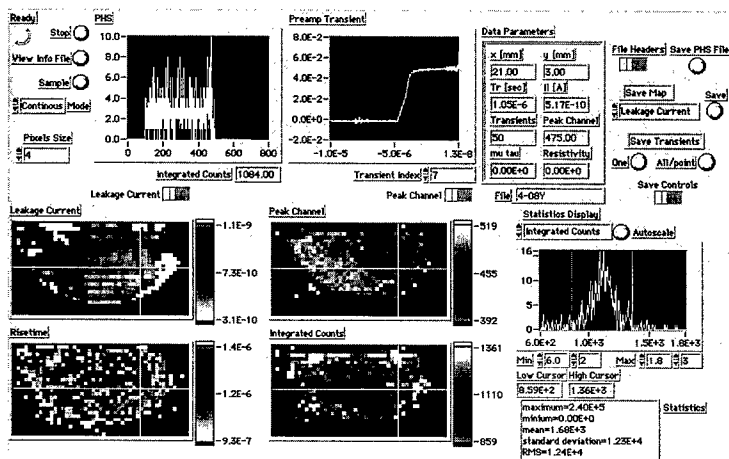 Ready
Stop
View Info File
Sample
Continous Mode
Pixels Size
4
PHS
10.0
8.0
6.0
4.0
2.0
0.0
0 200 400 600 800
Integrated Counts 1084.00
Preamp Transient
8.0E-2
6.0E-2
4.0E-2
2.0E-2
0.0E+0
-2.0E-2
-1.0E-5 -5.0E-6 1.3E-8
Transient Index 7
Data Parameters
x [mm] y [mm]
21.00 3.00
Tr [sec] Il [A]
1.05E-6 5.17E-10
Transients Peak Channel
50 475.00
mu tau Resistivity
0.00E+0 0.00E+0
File 4-08Y
File Headers Save PHS File
Save Map
Leakage Current
Save
Save Transients
One All/point
Save Controls
Leakage Current
Peak Channel
Leakage Current
-1.1E-9
-7.3E-10
-3.1E-10
Peak Channel
519
455
392
Risetime
-1.4E-6
-1.2E-6
-9.3E-7
Integrated Counts
1361
1110
859
Statistics Display
Integrated Counts Autoscale
16
10
5
0
6.0E+2 1.0E+3 1.5E+3 1.8E+3
Min 6.0 2 Max 1.8 3
Low Cursor High Cursor
8.59E+2 1.36E+3
maximum=2.40E+5
minium=0.00E+0
mean=1.68E+3
standard deviation=1.23E+4
RMS=1.24E+4
Statistics